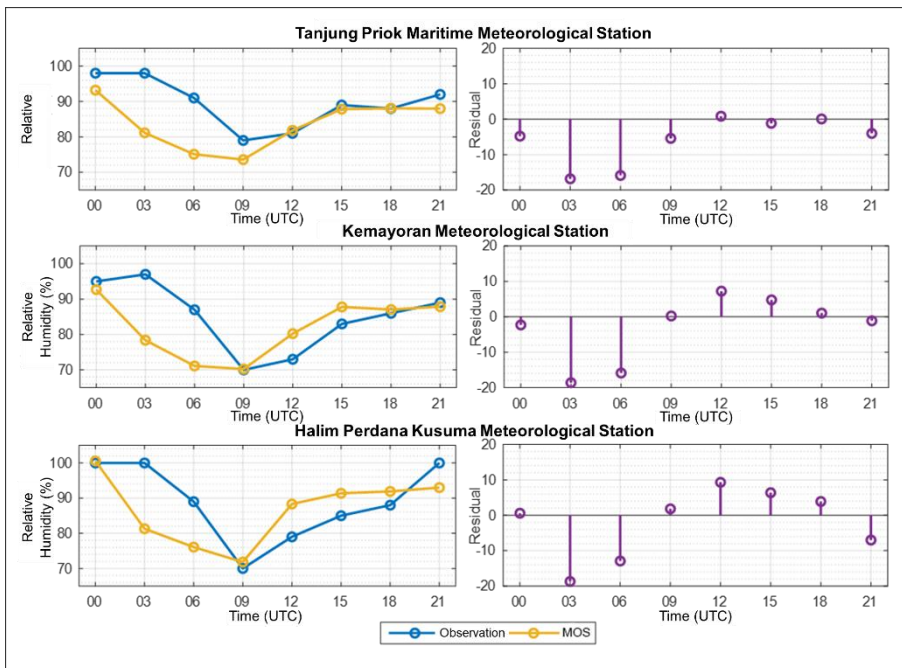 Tanjung Priok Maritime Meteorological Station
100
90
80
70
Relative
00 03 06 09 12 15 18 21
Time (UTC)
20
10
0
-10
-20
Residual
00 03 06 09 12 15 18 21
Time (UTC)
Kemayoran Meteorological Station
100
90
80
70
Relative
Humidity (%)
00 03 06 09 12 15 18 21
Time (UTC)
20
10
0
-10
-20
Residual
00 03 06 09 12 15 18 21
Time (UTC)
Halim Perdana Kusuma Meteorological Station
100
90
80
70
Relative
Humidity (%)
00 03 06 09 12 15 18 21
Time (UTC)
20
10
0
-10
-20
Residual
00 03 06 09 12 15 18 21
Time (UTC)
Observation MOS